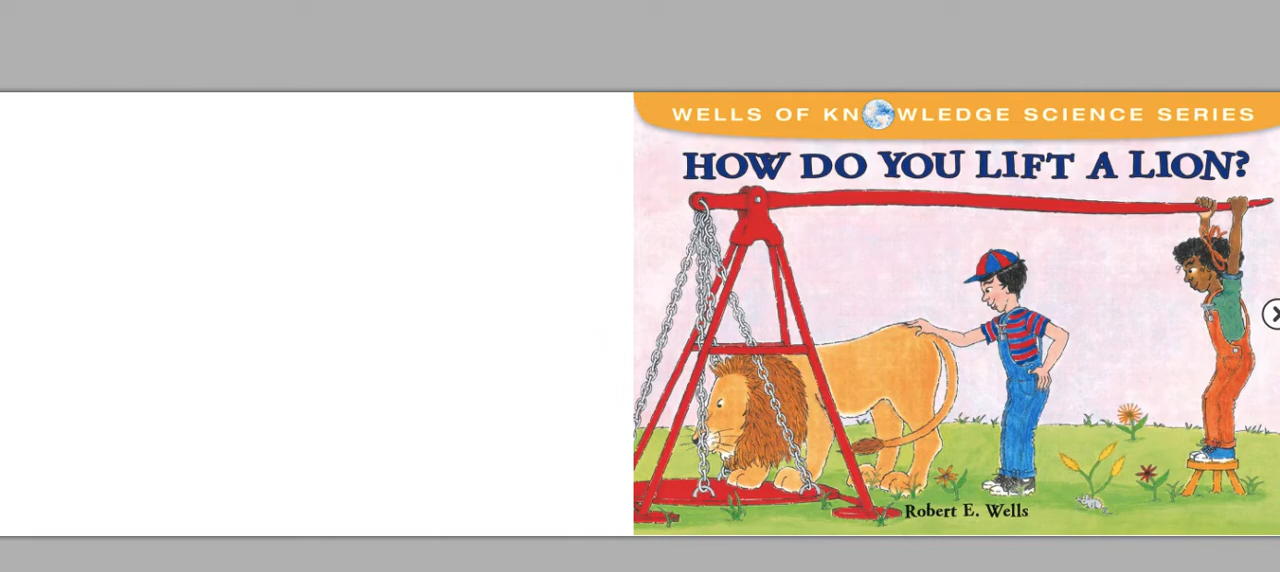 WELLS OF KNOWLEDGE SCIENCE SERIES
HOW DO YOU LIFT A LION?
Robert E. Wells